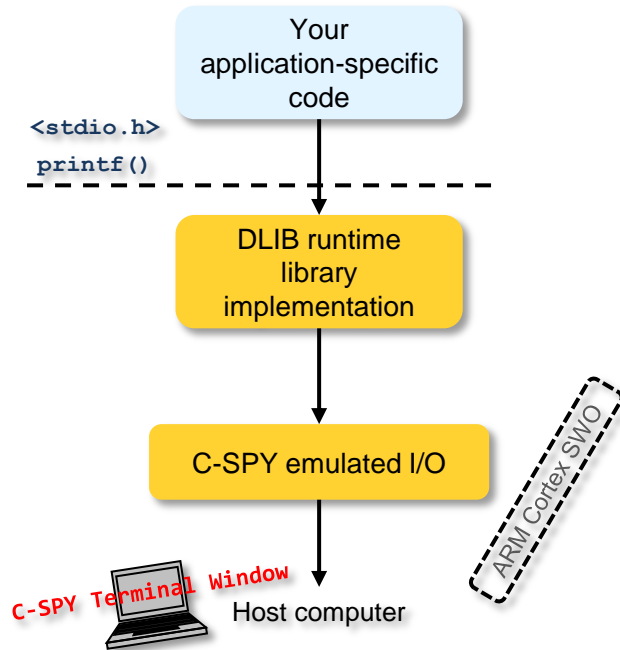 Your
application-specific
code
<stdio.h>
printf()
DLIB runtime
library
implementation
C-SPY emulated I/O
ARM Cortex SWO
C-SPY Terminal Window
Host computer